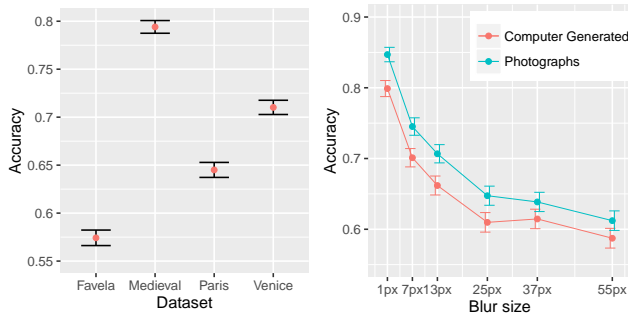 0.8
0.75
0.7
0.65
0.6
0.55
Accuracy
Favela Medieval Paris Venice
Dataset
0.9
0.8
0.7
0.6
Accuracy
Computer Generated
Photographs
1px 7px 13px 25px 37px 55px
Blur size